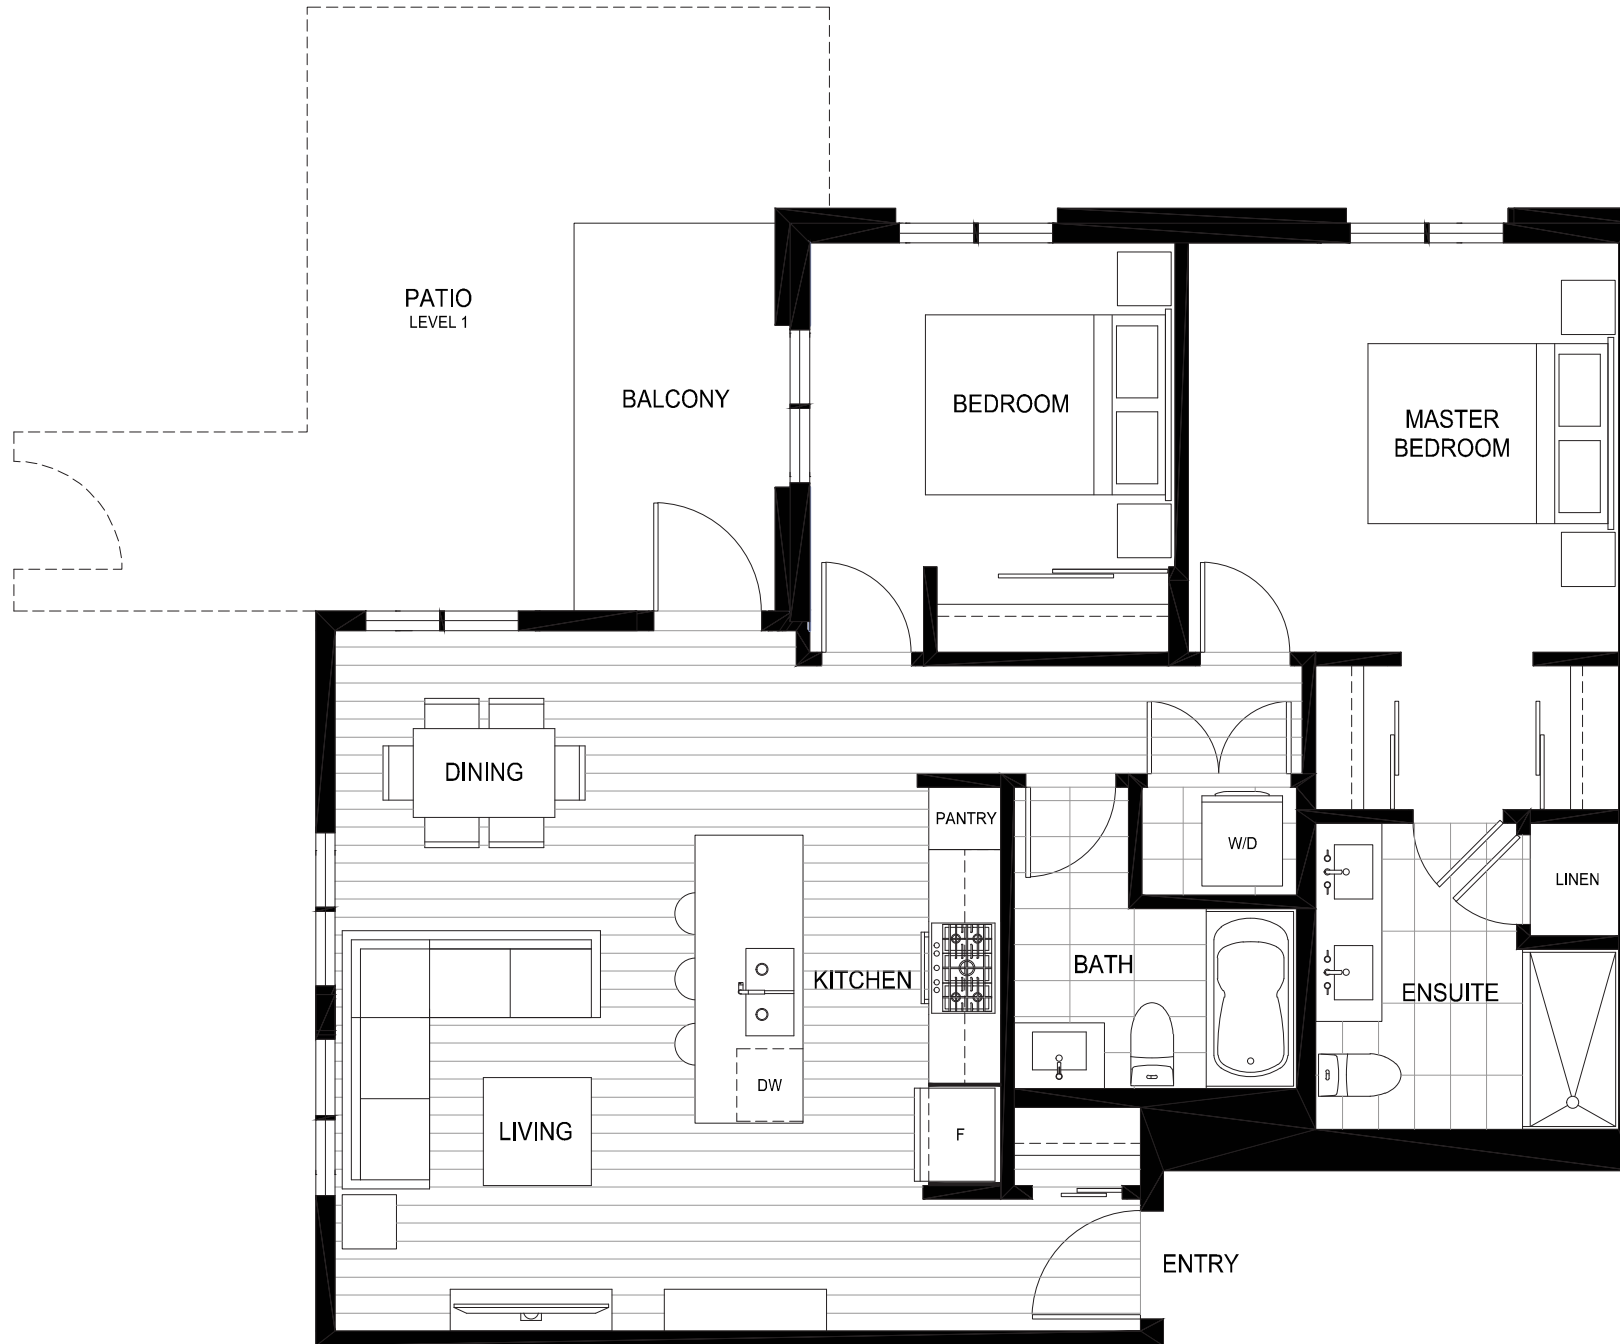 PATIO
LEVEL 1
BALCONY
BEDROOM
MASTER
BEDROOM
DINING
PANTRY
W/D
LINEN
KITCHEN
BATH
ENSUITE
DW
LIVING
F
ENTRY